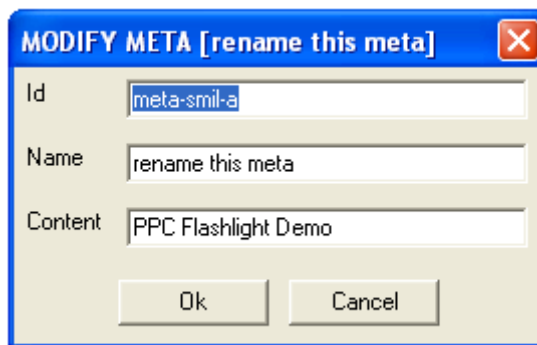 MODIFY META [rename this meta]
Id meta-smil-a
Name rename this meta
Content PPC Flashlight Demo
Ok Cancel